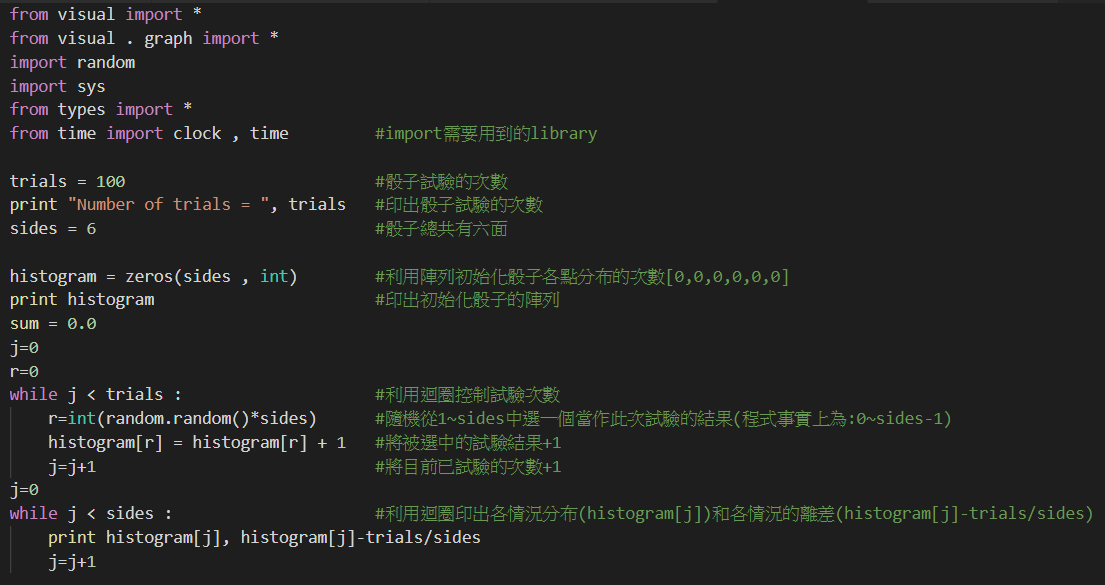 from visual import *
from visual . graph import *
import random
import sys
from types import *
from time import clock , time #import需要用到的library
trials = 100 #骰子試驗的次數
print "Number of trials = ", trials #印出骰子試驗的次數
sides = 6 #骰子總共有六面
histogram = zeros(sides , int) #利用陣列初始化骰子各點分布的次數[0,0,0,0,0,0]
print histogram #印出初始化骰子的陣列
sum = 0.0
j=0
r=0
while j < trials : #利用迴圈控制試驗次數
r=int(random.random()*sides) #隨機從1~sides中選一個當作此次試驗的結果(程式事實上為:0~sides-1)
histogram[r] = histogram[r] + 1 #將被選中的試驗結果+1
j=j+1 #將目前已試驗的次數+1
j=0
while j < sides : #利用迴圈印出各情況分布(histogram[j])和各情況的離差(histogram[j]-trials/sides)
print histogram[j], histogram[j]-trials/sides
j=j+1